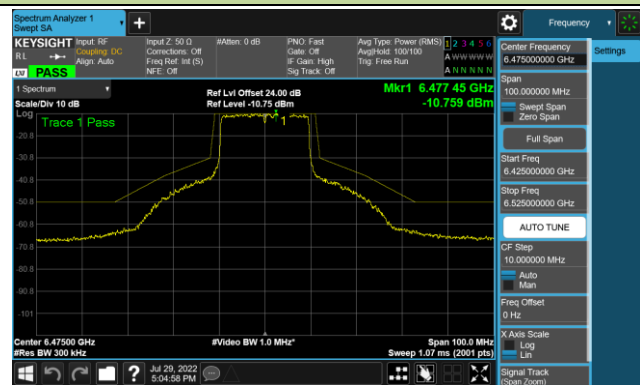 Spectrum Analyzer 1
Swept SA
Frequency
KEYSIGHT
Input: RF
Input Z: 50 Ω
#Atten: 0 dB
PNO: Fast
Avg Type: Power (RMS)
1 2 3 4 5 6
RL
Coupling: DC
Corrections: Off
Gate: Off
Avg|Hold: 100/100
A W W W W W
Align: Auto
Freq Ref: Int (S)
IF Gain: High
Trig: Free Run
LXI
PASS
NFE: Off
Sig Track: Off
A N N N N N
1 Spectrum
Ref Lvl Offset 24.00 dB
Mkr1 6.477 45 GHz
Scale/Div 10 dB
Ref Level -10.75 dBm
-10.759 dBm
Log
Trace 1 Pass
1
-20.8
-30.8
-40.8
-50.8
-60.8
-70.8
-80.8
-90.8
-101
Center 6.47500 GHz
#Video BW 1.0 MHz*
Span 100.0 MHz
#Res BW 300 kHz
Sweep 1.07 ms (2001 pts)
Jul 29, 2022
5:04:58 PM
?
Center Frequency
6.475000000 GHz
Settings
Span
100.000000 MHz
Swept Span
Zero Span
Full Span
Start Freq
6.425000000 GHz
Stop Freq
6.525000000 GHz
AUTO TUNE
CF Step
10.000000 MHz
Auto
Man
Freq Offset
0 Hz
X Axis Scale
Log
Lin
Signal Track
(Span Zoom)